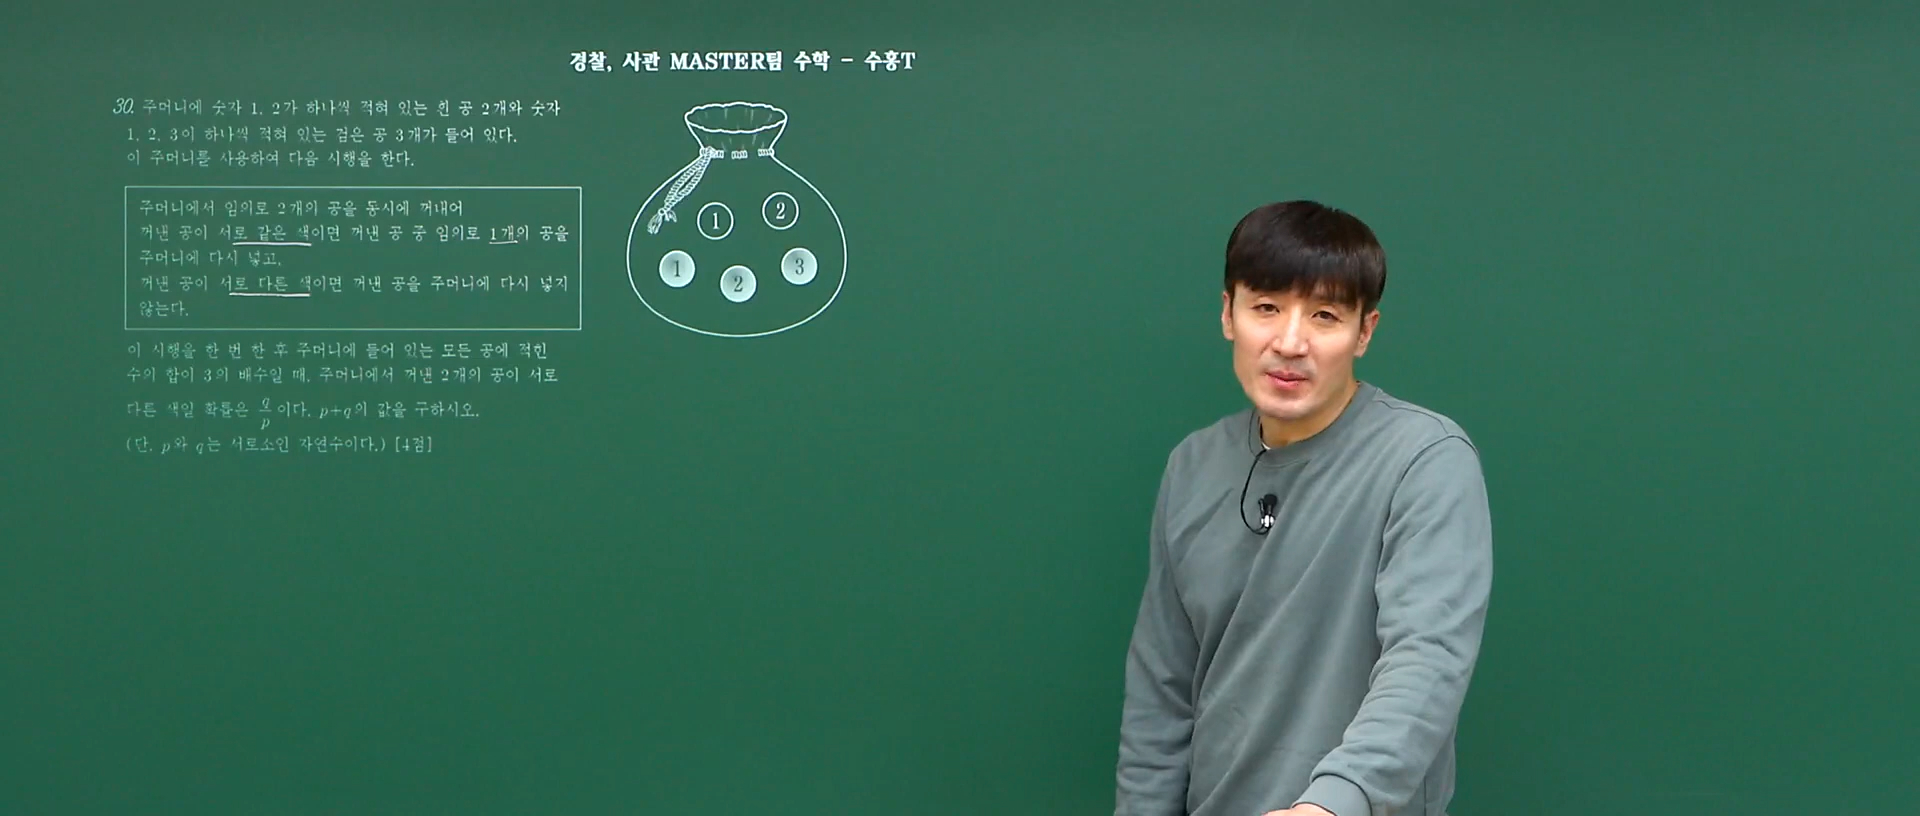 경찰, 사관 MASTER팀 수학 - 수홍T
30. 주머니에 숫자 1, 2가 하나씩 적혀 있는 흰 공 2개와 숫자
1, 2, 3이 하나씩 적혀 있는 검은 공 3개가 들어 있다.
이 주머니를 사용하여 다음 시행을 한다.
주머니에서 임의로 2개의 공을 동시에 꺼내어
꺼낸 공이 서로 같은 색이면 꺼낸 공 중 임의로 1개의 공을
주머니에 다시 넣고,
꺼낸 공이 서로 다른 색이면 꺼낸 공을 주머니에 다시 넣지
않는다.
이 시행을 한 번 한 후 주머니에 들어 있는 모든 공에 적힌
수의 합이 3의 배수일 때, 주머니에서 꺼낸 2개의 공이 서로
다른 색일 확률은 q/p이다. p+q의 값을 구하시오.
(단, p와 q는 서로소인 자연수이다.) [4점]
1 2
1 2 3